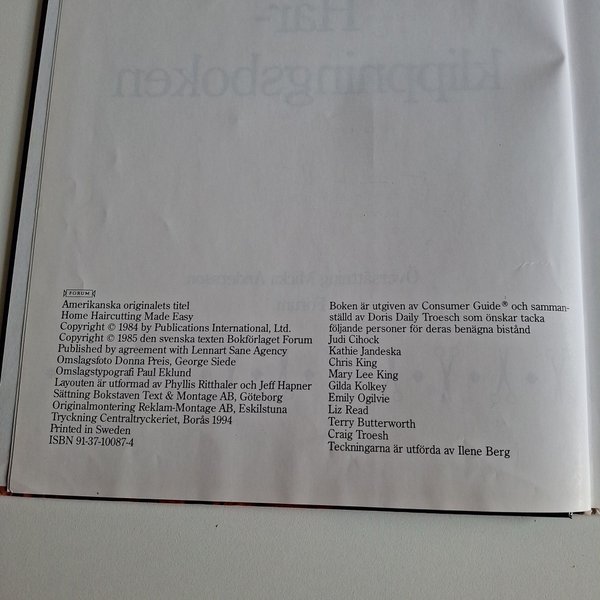 Hår-
klippningsboken
Översättning Micka Andersson
Forum
FORUM
Amerikanska originalets titel
Home Haircutting Made Easy
Copyright © 1984 by Publications International, Ltd.
Copyright © 1985 den svenska texten Bokförlaget Forum
Published by agreement with Lennart Sane Agency
Omslagsfoto Donna Preis, George Siede
Omslagstypografi Paul Eklund
Layouten är utformad av Phyllis Ritthaler och Jeff Hapner
Sättning Bokstaven Text & Montage AB, Göteborg
Originalmontering Reklam-Montage AB, Eskilstuna
Tryckning Centraltryckeriet, Borås 1994
Printed in Sweden
ISBN 91-37-10087-4
Boken är utgiven av Consumer Guide® och samman-
ställd av Doris Daily Troesch som önskar tacka
följande personer för deras benägna bistånd
Judi Cihock
Kathie Jandeska
Chris King
Mary Lee King
Gilda Kolkey
Emily Ogilvie
Liz Read
Terry Butterworth
Craig Troesh
Teckningarna är utförda av Ilene Berg